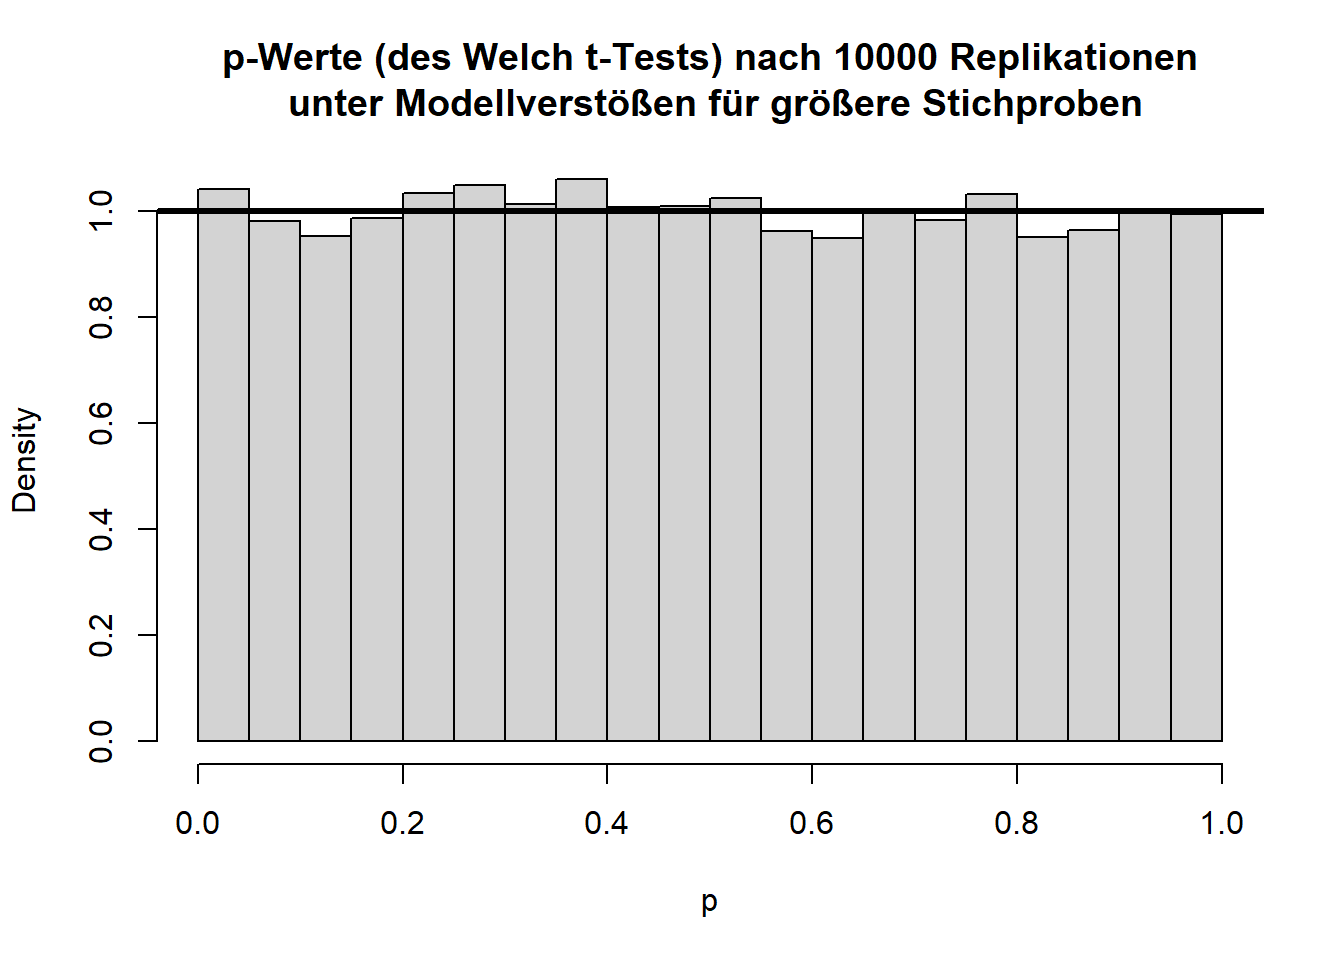 p-Werte (des Welch t-Tests) nach 10000 Replikationen
unter Modellverstößen für größere Stichproben
Density
1.0
0.8
0.6
0.4
0.2
0.0
0.0 0.2 0.4 0.6 0.8 1.0
p